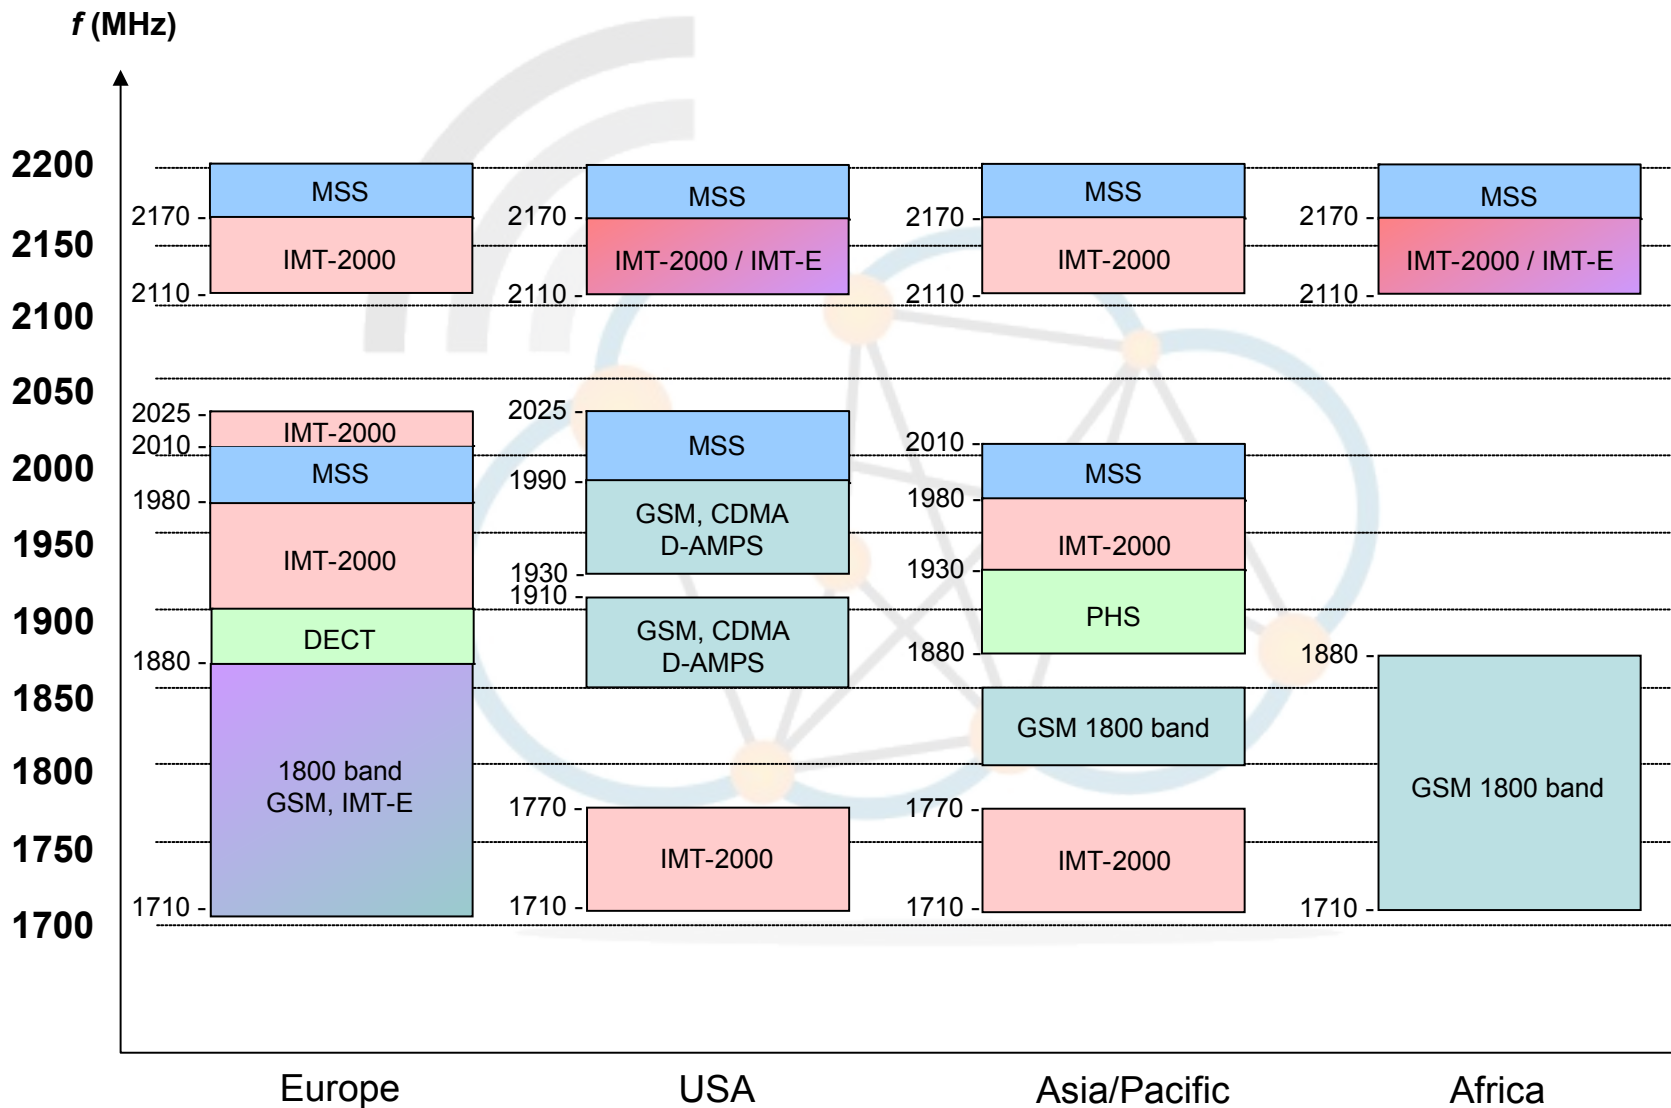 f (MHz)
2200
2150
2100
2050
2000
1950
1900
1850
1800
1750
1700
MSS
2170 -
IMT-2000
2110 -
2025 -
IMT-2000
2010 -
MSS
1980 -
IMT-2000
DECT
1880 -
1800 band
GSM, IMT-E
1710 -
MSS
2170 -
IMT-2000 / IMT-E
2110 -
2025 -
MSS
1990 -
GSM, CDMA
D-AMPS
1930 -
1910 -
GSM, CDMA
D-AMPS
1770 -
IMT-2000
1710 -
MSS
2170 -
IMT-2000
2110 -
2010 -
MSS
1980 -
IMT-2000
1930 -
PHS
1880 -
GSM 1800 band
1770 -
IMT-2000
1710 -
MSS
2170 -
IMT-2000 / IMT-E
2110 -
1880 -
GSM 1800 band
1710 -
Europe
USA
Asia/Pacific
Africa